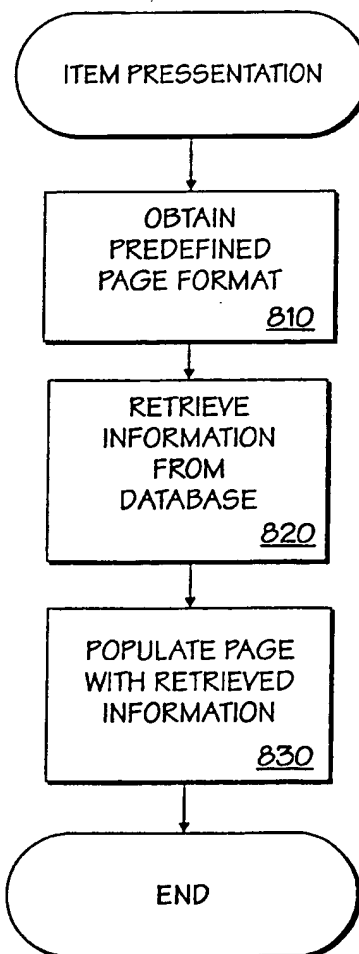 ITEM PRESSENTATION
OBTAIN
PREDEFINED
PAGE FORMAT
810
RETRIEVE
INFORMATION
FROM
DATABASE
820
POPULATE PAGE
WITH RETRIEVED
INFORMATION
830
END